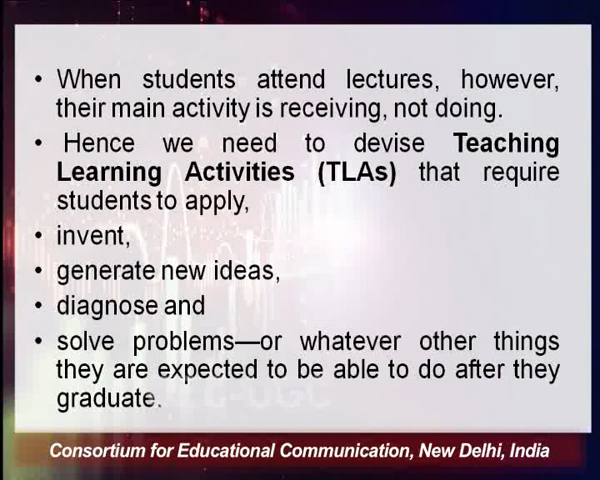 • When students attend lectures, however,
their main activity is receiving, not doing.
• Hence we need to devise Teaching
Learning Activities (TLAs) that require
students to apply,
• invent,
• generate new ideas,
• diagnose and
• solve problems—or whatever other things
they are expected to be able to do after they
graduate.
Consortium for Educational Communication, New Delhi, India